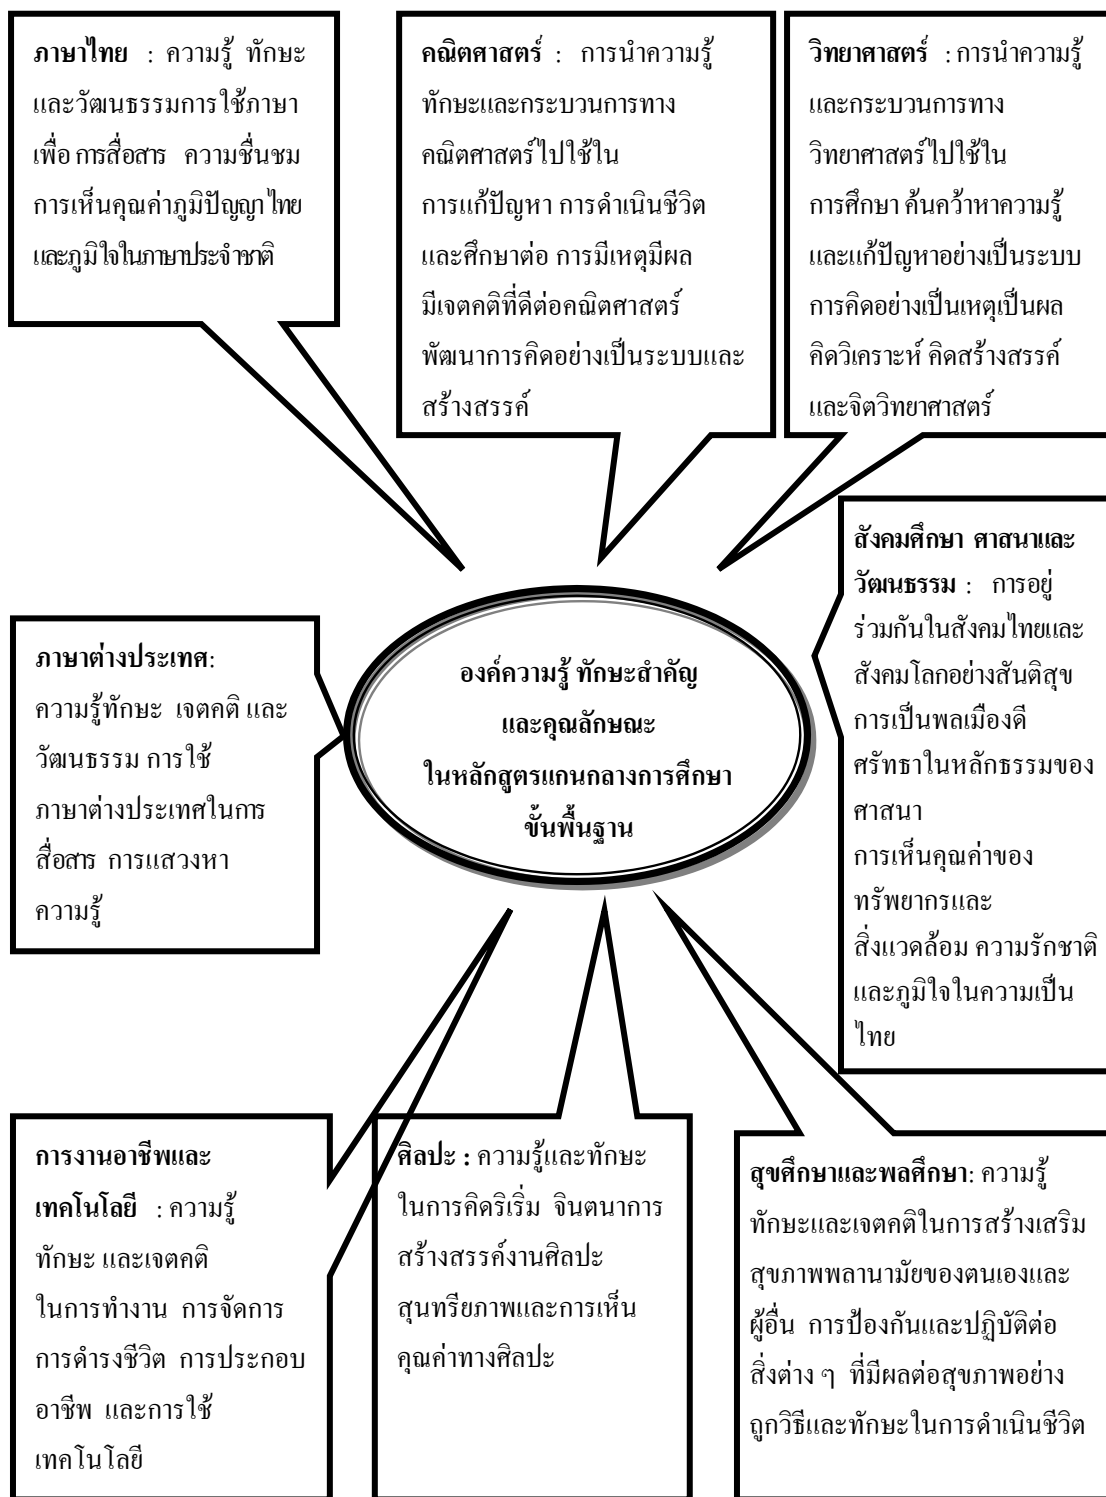 ภาษาไทย : ความรู้ ทักษะ
และวัฒนธรรมการใช้ภาษา
เพื่อ การสื่อสาร ความชื่นชม
การเห็นคุณค่าภูมิปัญญาไทย
และภูมิใจในภาษาประจำชาติ
คณิตศาสตร์ : การนำความรู้
ทักษะและกระบวนการทาง
คณิตศาสตร์ไปใช้ใน
การแก้ปัญหา การดำเนินชีวิต
และศึกษาต่อ การมีเหตุมีผล
มีเจตคติที่ดีต่อคณิตศาสตร์
พัฒนาการคิดอย่างเป็นระบบและ
สร้างสรรค์
วิทยาศาสตร์ : การนำความรู้
และกระบวนการทาง
วิทยาศาสตร์ไปใช้ใน
การศึกษา ค้นคว้าหาความรู้
และแก้ปัญหาอย่างเป็นระบบ
การคิดอย่างเป็นเหตุเป็นผล
คิดวิเคราะห์ คิดสร้างสรรค์
และจิตวิทยาศาสตร์
สังคมศึกษา ศาสนาและ
วัฒนธรรม : การอยู่
ร่วมกันในสังคมไทยและ
สังคมโลกอย่างสันติสุข
การเป็นพลเมืองดี
ศรัทธาในหลักธรรมของ
ศาสนา
การเห็นคุณค่าของ
ทรัพยากรและ
สิ่งแวดล้อม ความรักชาติ
และภูมิใจในความเป็น
ไทย
ภาษาต่างประเทศ:
ความรู้ทักษะ เจตคติ และ
วัฒนธรรม การใช้
ภาษาต่างประเทศในการ
สื่อสาร การแสวงหา
ความรู้
องค์ความรู้ ทักษะสำคัญ
และคุณลักษณะ
ในหลักสูตรแกนกลางการศึกษา
ขั้นพื้นฐาน
การงานอาชีพและ
เทคโนโลยี : ความรู้
ทักษะ และเจตคติ
ในการทำงาน การจัดการ
การดำรงชีวิต การประกอบ
อาชีพ และการใช้
เทคโนโลยี
ศิลปะ : ความรู้และทักษะ
ในการคิดริเริ่ม จินตนาการ
สร้างสรรค์งานศิลปะ
สุนทรียภาพและการเห็น
คุณค่าทางศิลปะ
สุขศึกษาและพลศึกษา: ความรู้
ทักษะและเจตคติในการสร้างเสริม
สุขภาพพลานามัยของตนเองและ
ผู้อื่น การป้องกันและปฏิบัติต่อ
สิ่งต่าง ๆ ที่มีผลต่อสุขภาพอย่าง
ถูกวิธีและทักษะในการดำเนินชีวิต